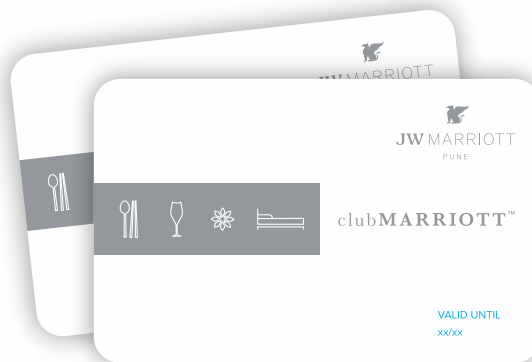 JW MARRIOTT
JW MARRIOTT
PUNE
clubMARRIOTT™
VALID UNTIL
xx/xx